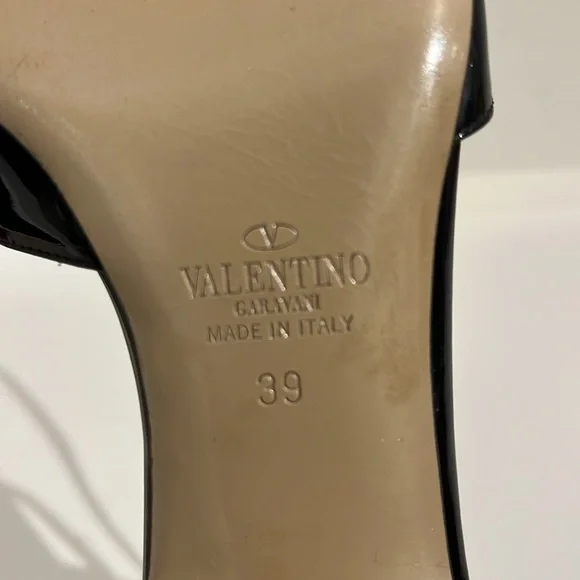 V
VALENTINO
GARAVANI
MADE IN ITALY
39